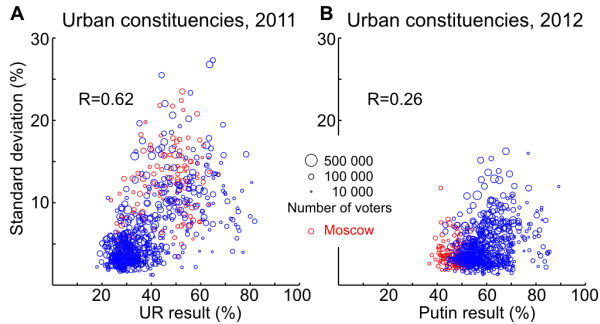 A
Urban constituencies, 2011
30
20
10
Standard deviation (%)
R=0.62
20
40
60
80
100
UR result (%)
B
Urban constituencies, 2012
30
20
R=0.26
500 000
100 000
10 000
Number of voters
Moscow
40
60
80
100
Putin result (%)